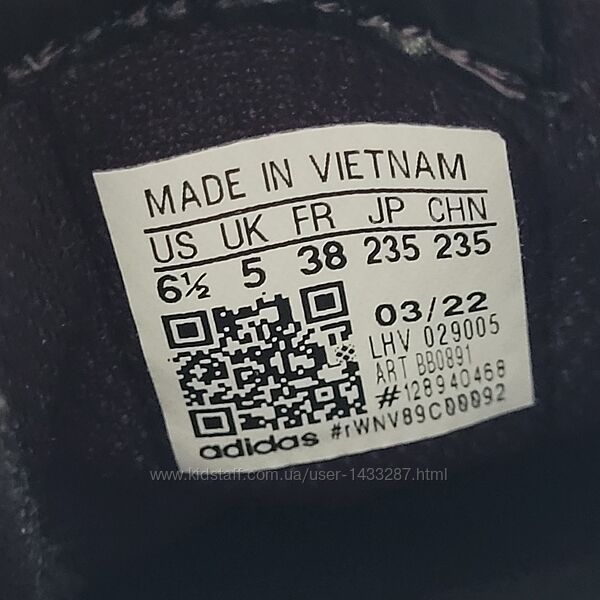 MADE IN VIETNAM
US UK FR JP CHN
6½ 5 38 235 235
03/22
LHV 029005
ART BB0891
#128940468
adidas #rWNV89C00092
www.kidstaff.com.ua/user-1433287.html